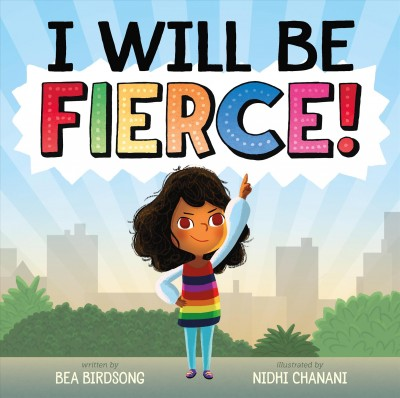 I WILL BE
FIERCE!
written by
BEA BIRDSONG
illustrated by
NIDHI CHANANI